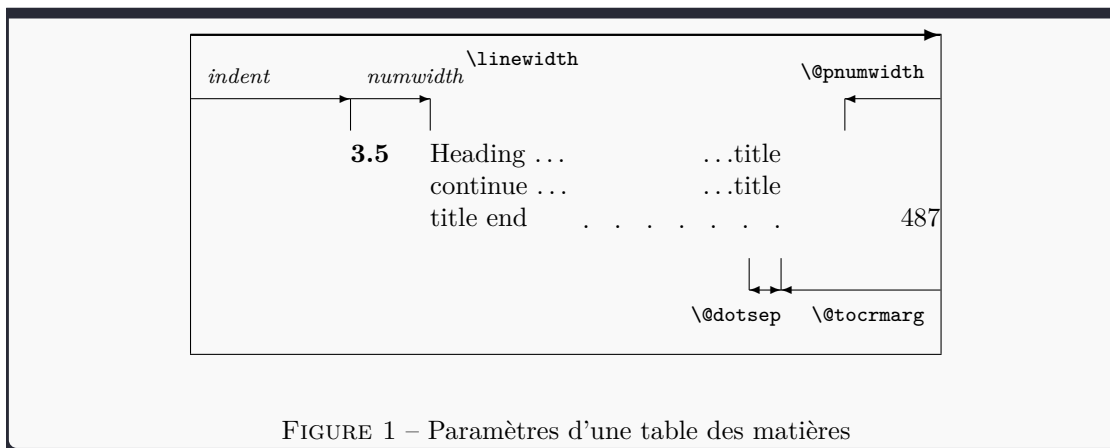 \linewidth
indent numwidth \@pnumwidth
3.5 Heading ... ...title
continue ... ...title
title end . . . . . . . 487
\@dotsep \@tocrmarg
FIGURE 1 – Paramètres d'une table des matières